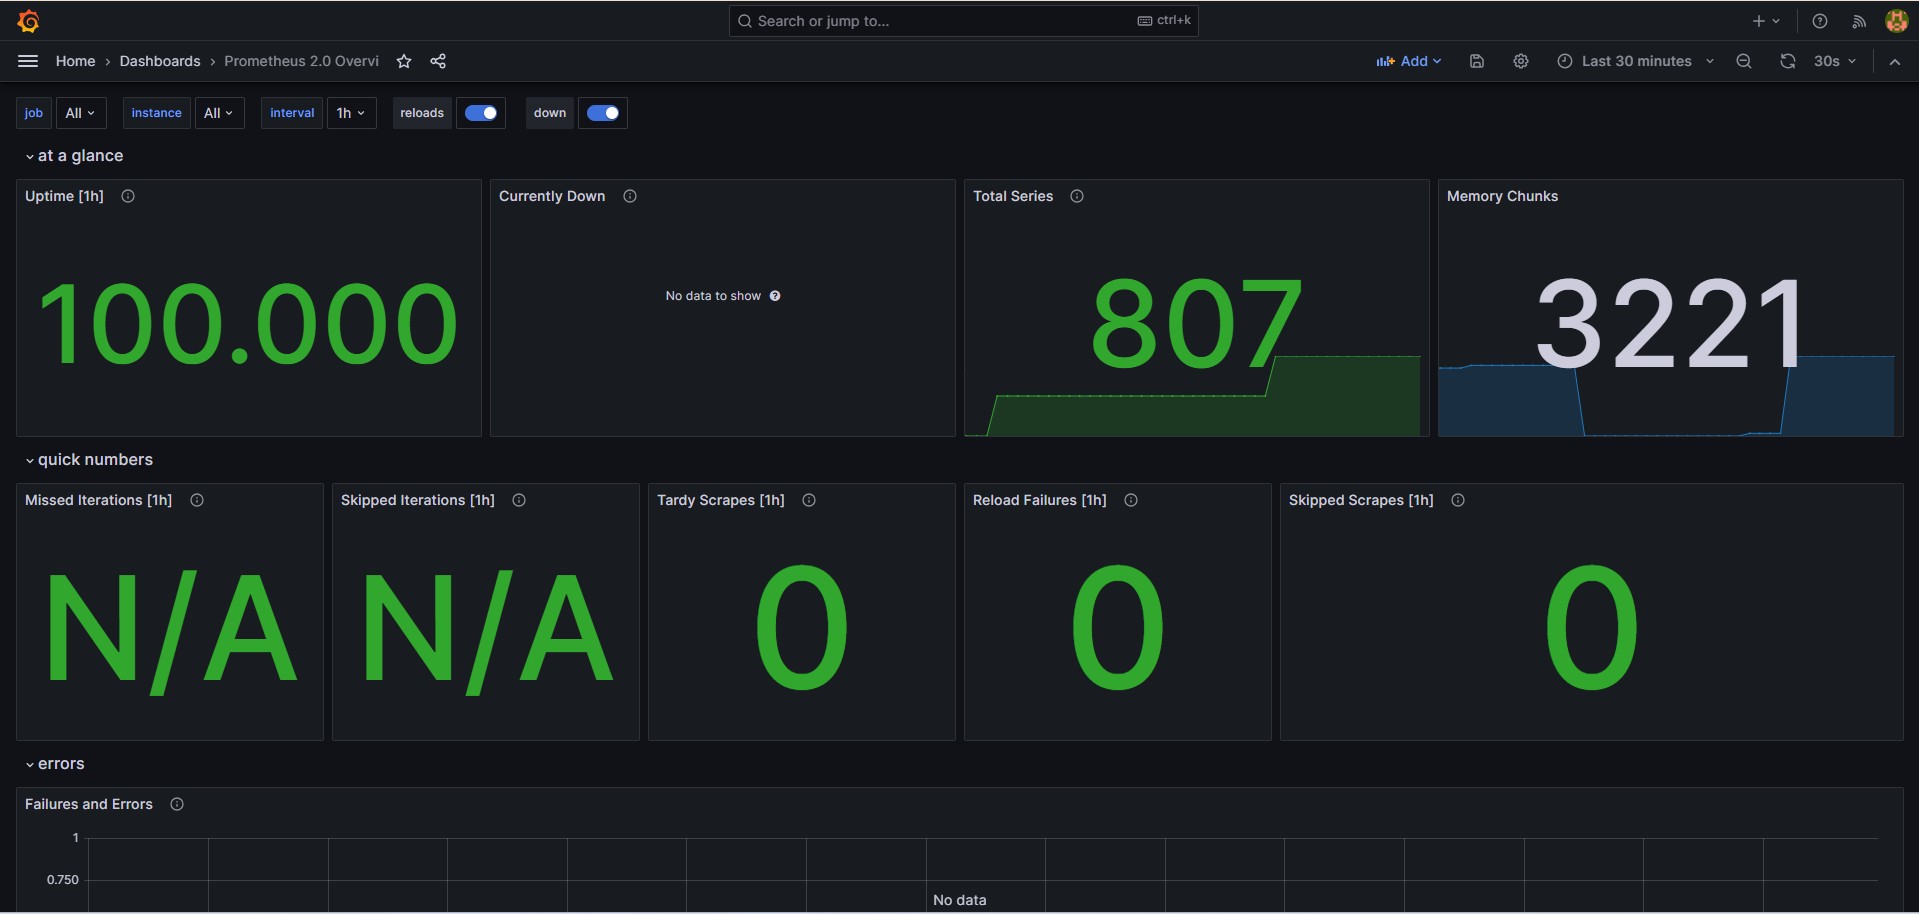 Search or jump to...
ctrl+k
Home › Dashboards › Prometheus 2.0 Overvi
Add
Last 30 minutes
30s
job All
instance All
interval 1h
reloads
down
at a glance
Uptime [1h]
100.000
Currently Down
No data to show
Total Series
807
Memory Chunks
3221
quick numbers
Missed Iterations [1h]
N/A
Skipped Iterations [1h]
N/A
Tardy Scrapes [1h]
0
Reload Failures [1h]
0
Skipped Scrapes [1h]
0
errors
Failures and Errors
1
0.750
No data